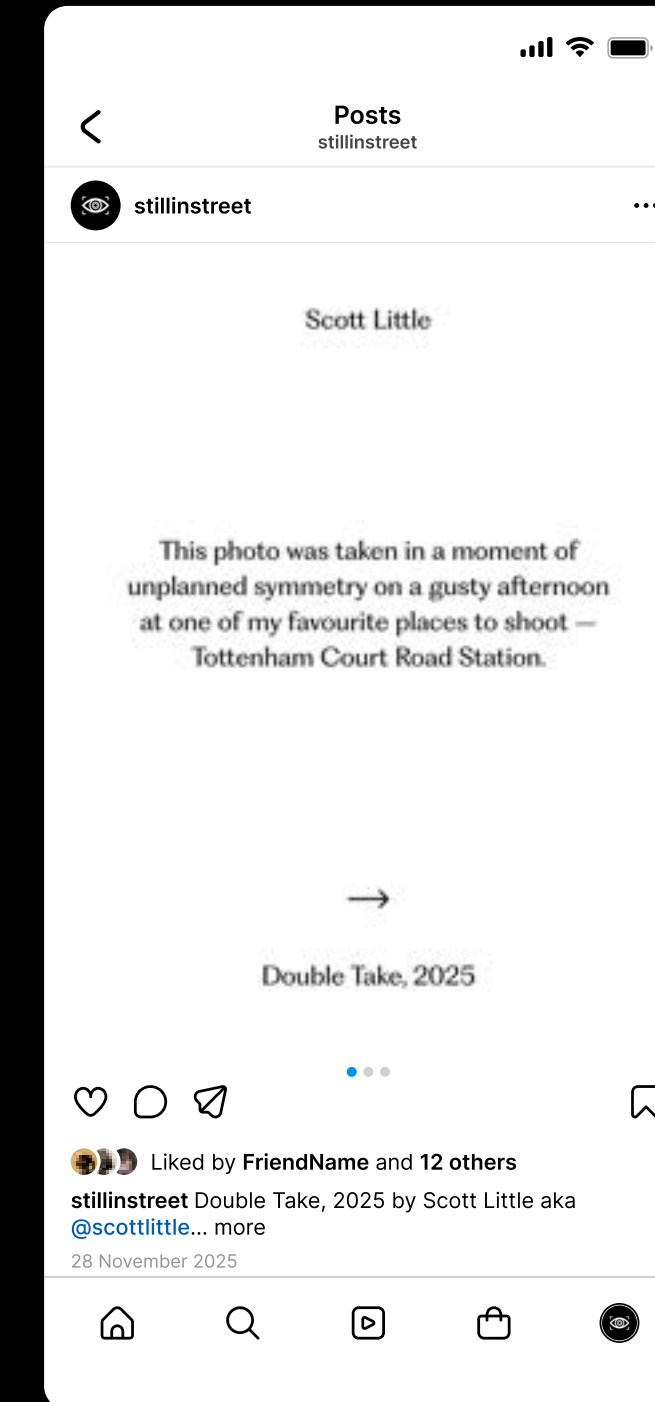 Posts
stillinstreet
stillinstreet
Scott Little
This photo was taken in a moment of
unplanned symmetry on a gusty afternoon
at one of my favourite places to shoot —
Tottenham Court Road Station.
→
Double Take, 2025
Liked by FriendName and 12 others
stillinstreet Double Take, 2025 by Scott Little aka
@scottlittle... more
28 November 2025